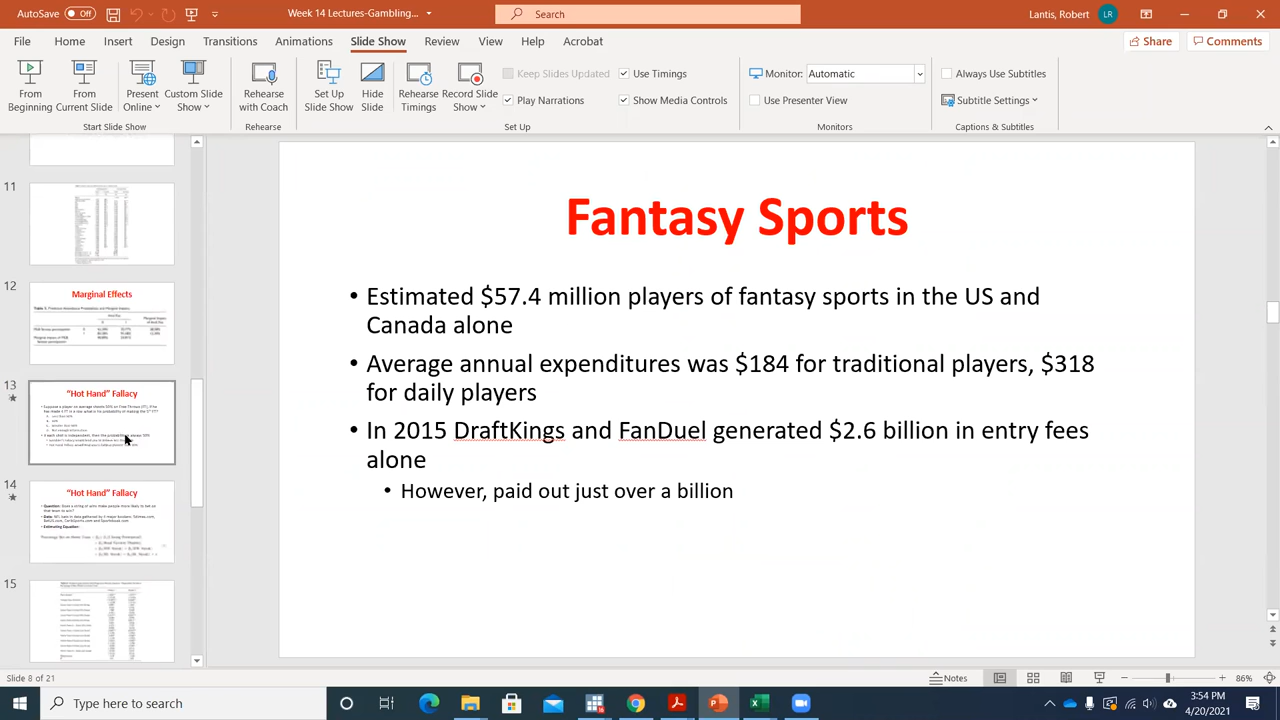 AutoSave Off
Week 14 Lectures-Gambling...
Search
Lantis, Robert
LR
File Home Insert Draw Design Transitions Animations Slide Show Review View Help Acrobat
Share Comments
From Beginning
From Current Slide
Present Online
Custom Slide Show
Rehearse with Coach
Set Up Slide Show
Hide Slide
Rehearse Timings
Record Slide Show
Keep Slides Updated
Use Timings
Play Narrations
Show Media Controls
Monitor: Automatic
Use Presenter View
Always Use Subtitles
Subtitle Settings
Start Slide Show
Rehearse
Set Up
Monitors
Captions & Subtitles
11
12
Marginal Effects
13
"Hot Hand" Fallacy
14
"Hot Hand" Fallacy
15
Fantasy Sports
• Estimated $57.4 million players of fantasy sports in the US and
Canada alone
• Average annual expenditures was $184 for traditional players, $318
for daily players
• In 2015 DraftKings and FanDuel generated $2.6 billion in entry fees
alone
• However, paid out just over a billion
Slide 8 of 21
Notes
86%
Type here to search
3:54 PM
4/20/2021